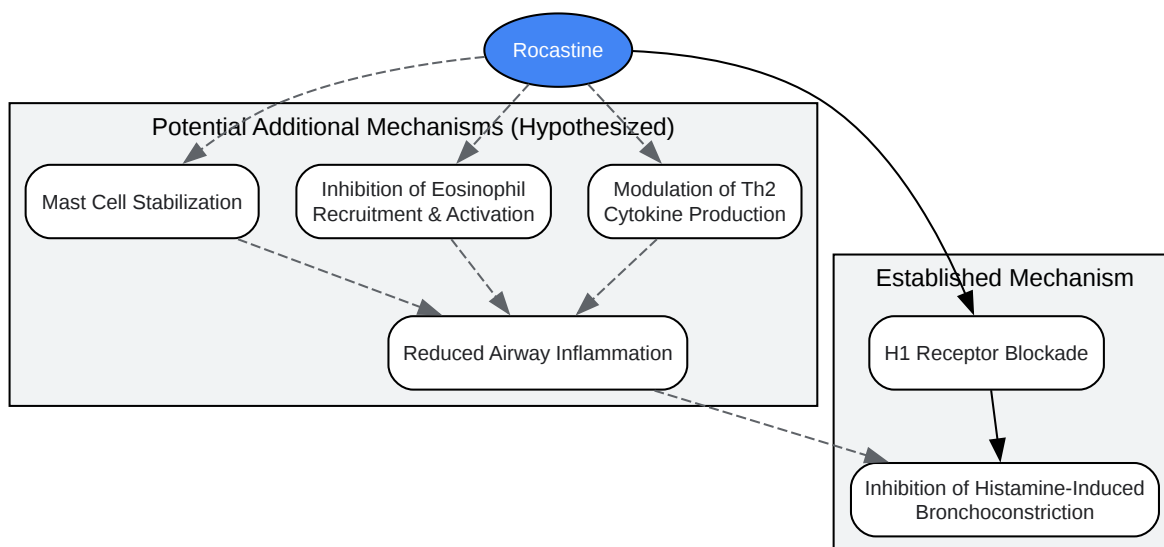 Rocastine
Potential Additional Mechanisms (Hypothesized)
Mast Cell Stabilization
Inhibition of Eosinophil
Recruitment & Activation
Modulation of Th2
Cytokine Production
Established Mechanism
Reduced Airway Inflammation
H1 Receptor Blockade
Inhibition of Histamine-Induced
Bronchoconstriction